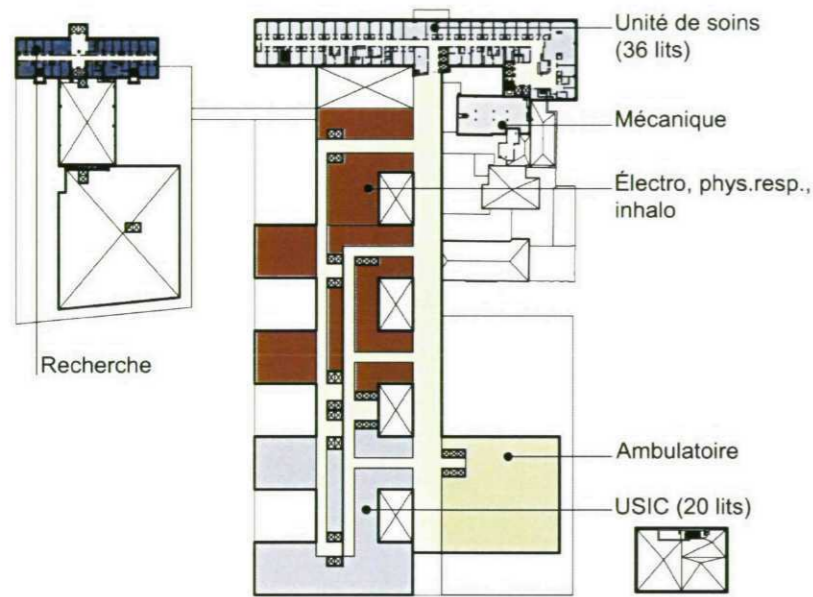 Unité de soins
(36 lits)
Mécanique
Électro, phys.resp.,
inhalo
Recherche
Ambulatoire
USIC (20 lits)